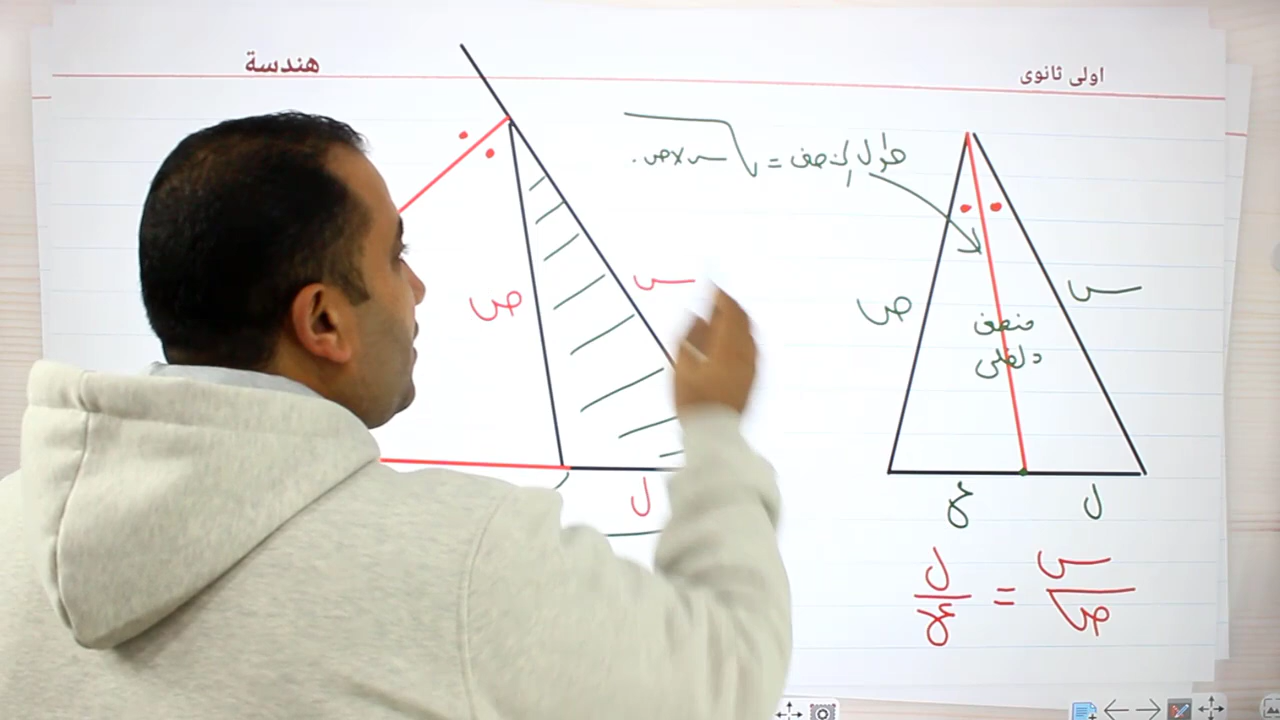 اولى ثانوى
هندسة
طول المنصف = √ س×ص .
س
ص
منصف
داخلى
ل
ع
س/ص = ل/ع
س
ص
ل